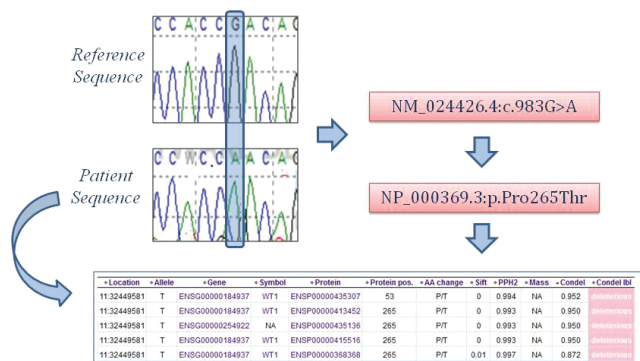 C C A C C G A C A G
Reference
Sequence
NM_024426.4:c.983G>A
C C W C C A A C A G
Patient
Sequence
NP_000369.3:p.Pro265Thr
Location Allele Gene Symbol Protein Protein pos. AA change Sift PPH2 Mass Condel Condel lbl
11:32449581 T ENSG00000184937 WT1 ENSP00000435307 53 P/T 0 0.994 NA 0.952 deleterious
11:32449581 T ENSG00000184937 WT1 ENSP00000413452 265 P/T 0 0.993 NA 0.950 deleterious
11:32449581 T ENSG00000254922 NA ENSP00000435136 265 P/T 0 0.993 NA 0.950 deleterious
11:32449581 T ENSG00000184937 WT1 ENSP00000415516 265 P/T 0 0.993 NA 0.950 deleterious
11:32449581 T ENSG00000184937 WT1 ENSP00000368368 265 P/T 0.01 0.997 NA 0.872 deleterious